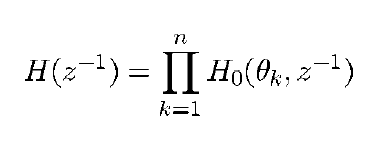 H(z^{-1}) = \prod_{k=1}^{n} H_0(\theta_k, z^{-1})